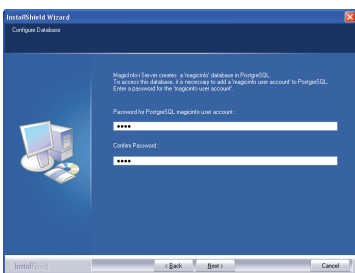 InstallShield Wizard
Configure Database
MagicInfo-i Server creates a 'magicinfo' database in PostgreSQL.
To access this database, it is necessary to add a 'magicinfo user account' to PostgreSQL.
Enter a password for the 'magicinfo user account'.
Password for PostgreSQL magicinfo user account :
●●●●
Confirm Password :
●●●●
InstallShield
< Back Next > Cancel